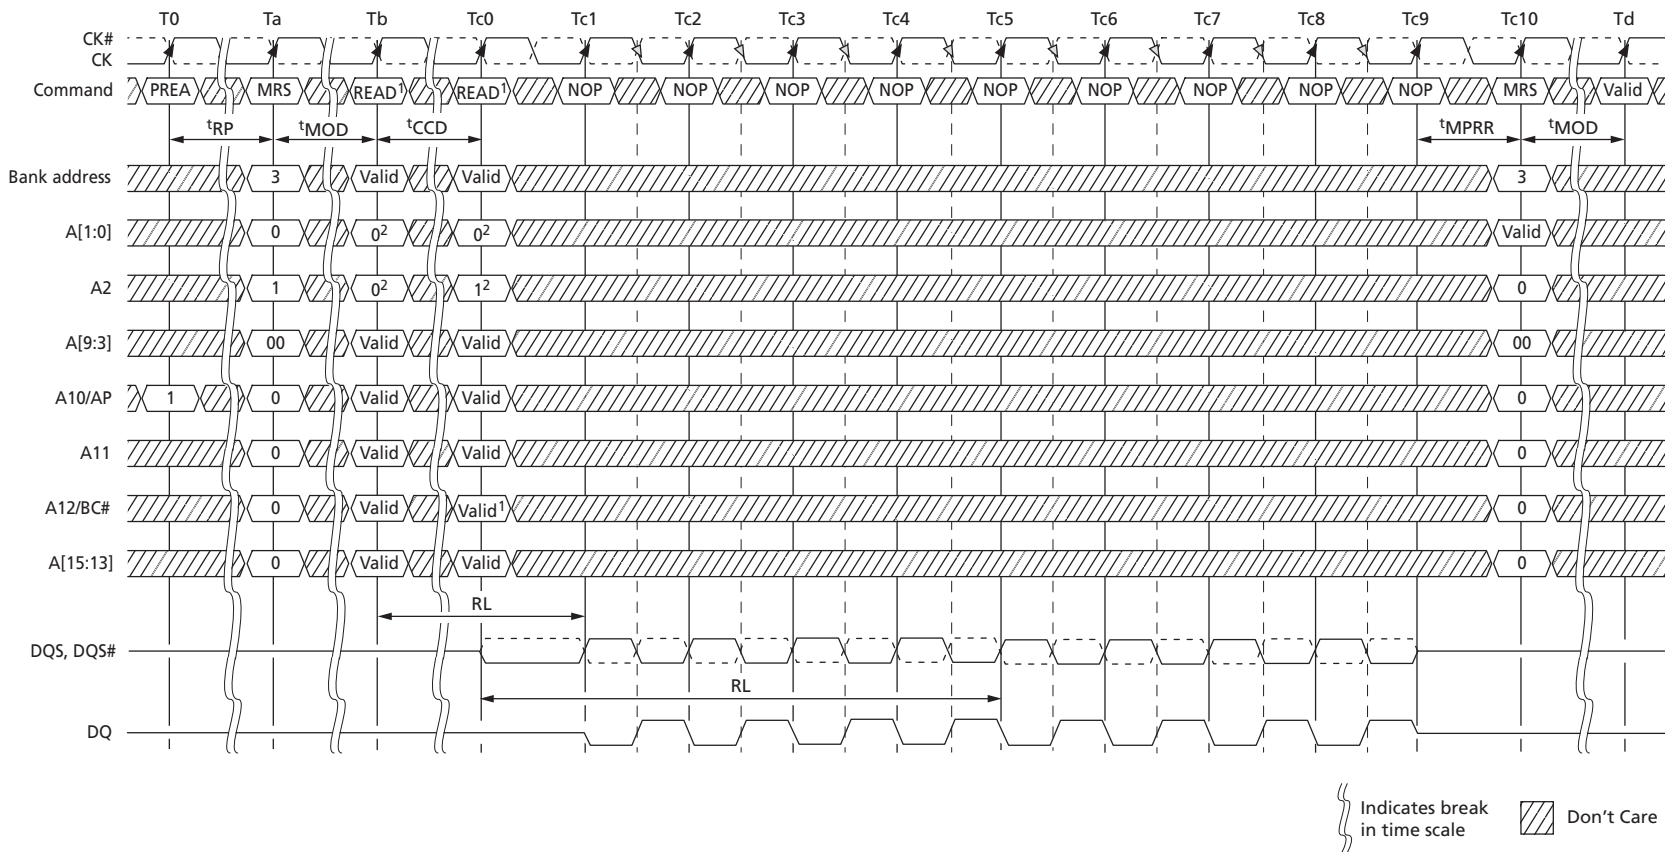 T0 Ta Tb Tc0 Tc1 Tc2 Tc3 Tc4 Tc5 Tc6 Tc7 Tc8 Tc9 Tc10 Td
CK#
CK
Command PREA MRS READ1 READ1 NOP NOP NOP NOP NOP NOP NOP NOP NOP MRS Valid
tRP tMOD tCCD tMPRR tMOD
Bank address 3 Valid Valid 3
A[1:0] 0 02 02 Valid
A2 1 02 12 0
A[9:3] 00 Valid Valid 00
A10/AP 1 0 Valid Valid 0
A11 0 Valid Valid 0
A12/BC# 0 Valid Valid1 0
A[15:13] 0 Valid Valid 0
RL
DQS, DQS#
RL
DQ
Indicates break
in time scale
Don't Care